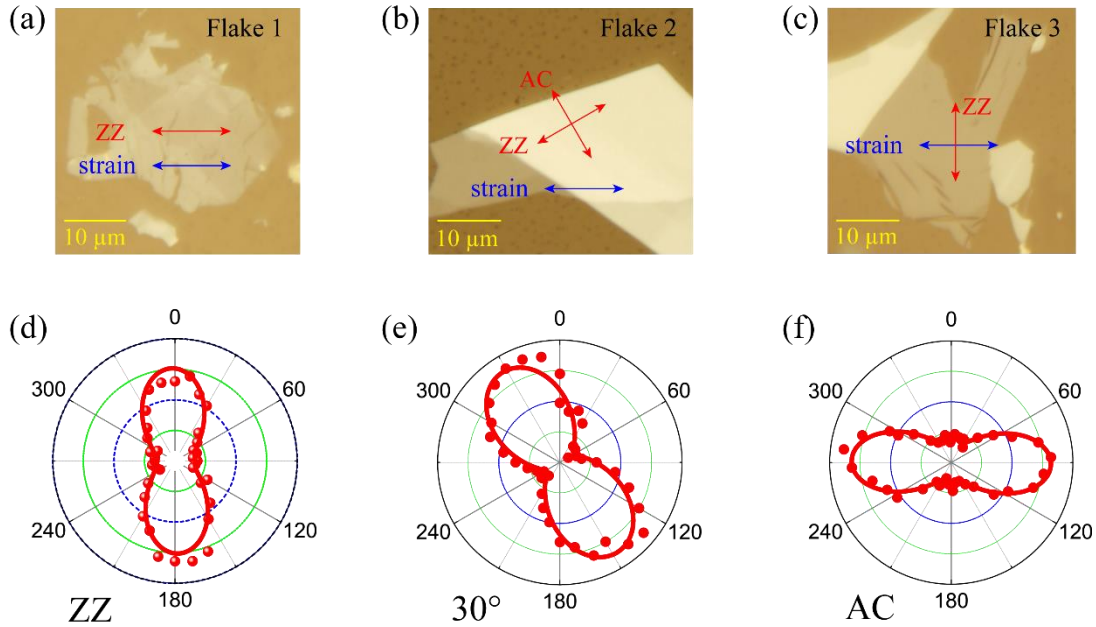 (a)
Flake 1
ZZ
strain
10 µm
(b)
Flake 2
AC
ZZ
strain
10 µm
(c)
Flake 3
ZZ
strain
10 µm
(d)
0
60
120
180
240
300
ZZ
(e)
0
60
120
180
240
300
30°
(f)
0
60
120
180
240
300
AC